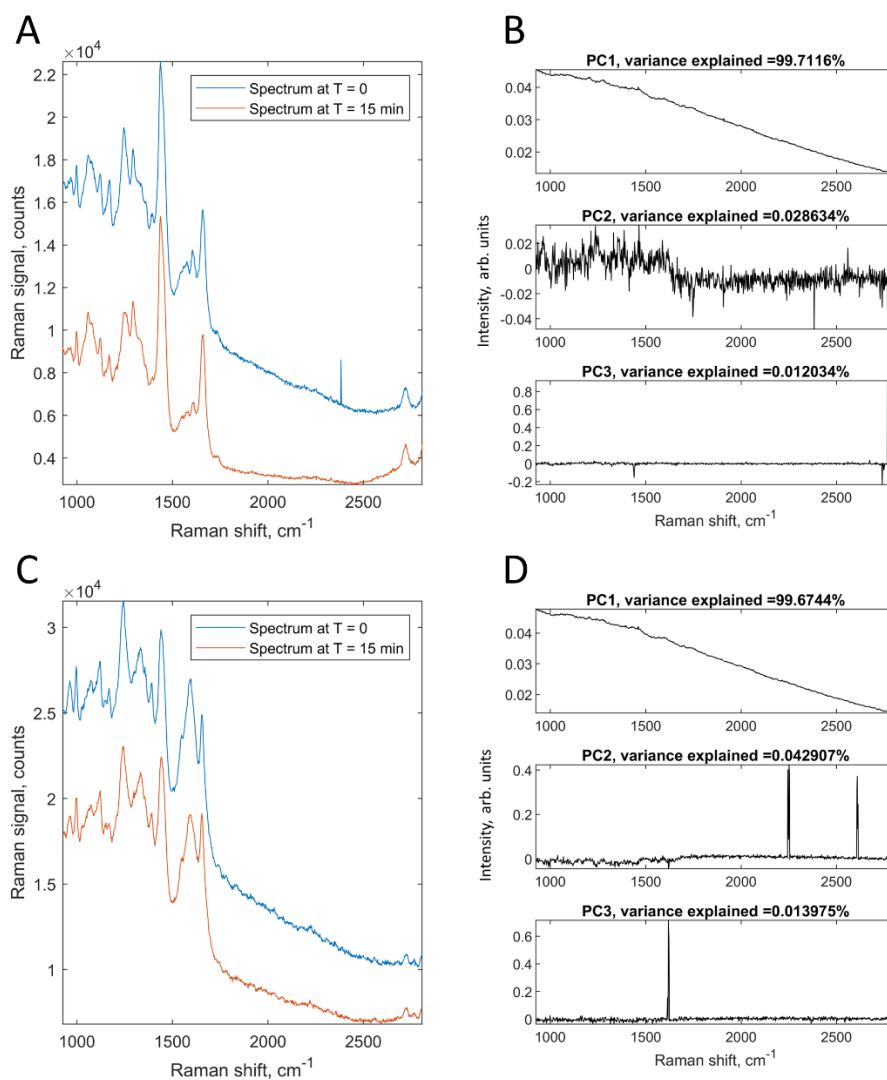 A
×10⁴
2.2
2
1.8
1.6
1.4
1.2
1
0.8
0.6
0.4
Raman signal, counts
Spectrum at T = 0
Spectrum at T = 15 min
1000 1500 2000 2500
Raman shift, cm⁻¹
B
PC1, variance explained =99.7116%
0.04
0.03
0.02
1000 1500 2000 2500
PC2, variance explained =0.028634%
0.02
0
-0.02
-0.04
Intensity, arb. units
1000 1500 2000 2500
PC3, variance explained =0.012034%
0.8
0.6
0.4
0.2
0
-0.2
1000 1500 2000 2500
Raman shift, cm⁻¹
C
×10⁴
3
2.5
2
1.5
1
Raman signal, counts
Spectrum at T = 0
Spectrum at T = 15 min
1000 1500 2000 2500
Raman shift, cm⁻¹
D
PC1, variance explained =99.6744%
0.04
0.03
0.02
1000 1500 2000 2500
PC2, variance explained =0.042907%
0.4
0.2
0
Intensity, arb. units
1000 1500 2000 2500
PC3, variance explained =0.013975%
0.6
0.4
0.2
0
1000 1500 2000 2500
Raman shift, cm⁻¹